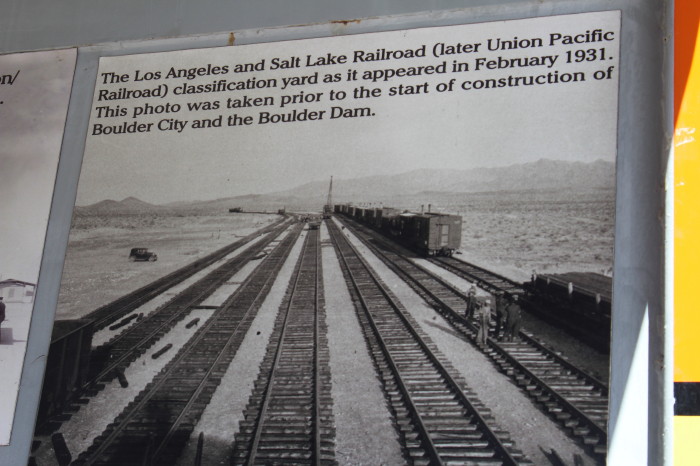 The Los Angeles and Salt Lake Railroad (later Union Pacific
Railroad) classification yard as it appeared in February 1931.
This photo was taken prior to the start of construction of
Boulder City and the Boulder Dam.